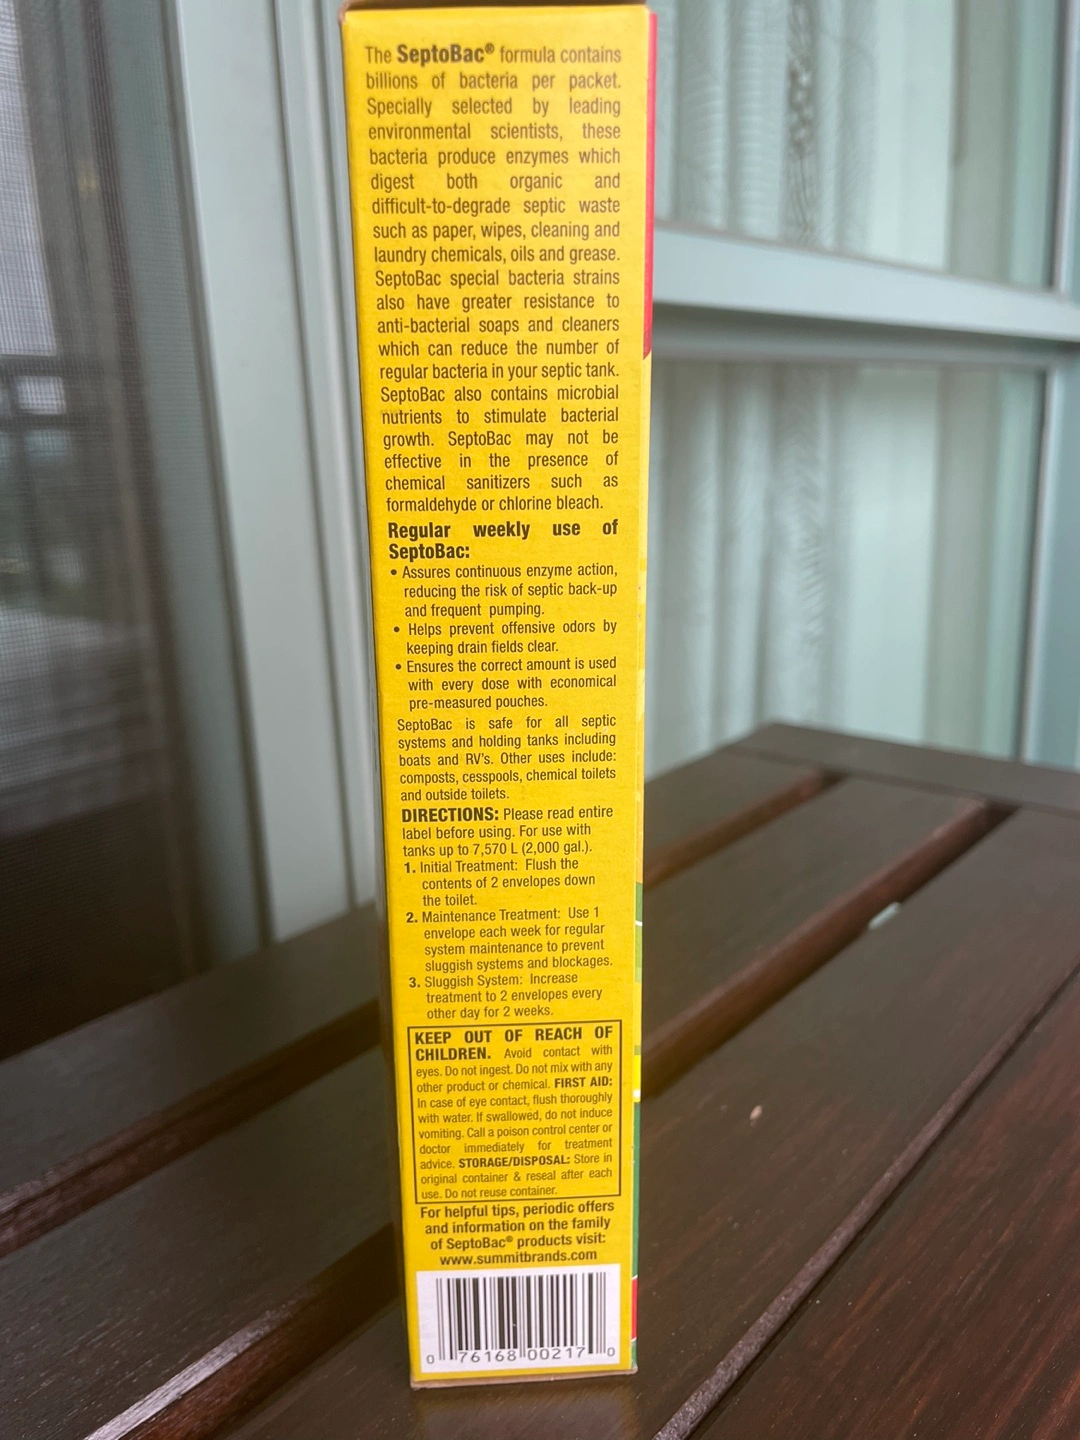 The SeptoBac® formula contains
billions of bacteria per packet.
Specially selected by leading
environmental scientists, these
bacteria produce enzymes which
digest both organic and
difficult-to-degrade septic waste
such as paper, wipes, cleaning and
laundry chemicals, oils and grease.
SeptoBac special bacteria strains
also have greater resistance to
anti-bacterial soaps and cleaners
which can reduce the number of
regular bacteria in your septic tank.
SeptoBac also contains microbial
nutrients to stimulate bacterial
growth. SeptoBac may not be
effective in the presence of
chemical sanitizers such as
formaldehyde or chlorine bleach.
Regular weekly use of
SeptoBac:
• Assures continuous enzyme action,
reducing the risk of septic back-up
and frequent pumping.
• Helps prevent offensive odors by
keeping drain fields clear.
• Ensures the correct amount is used
with every dose with economical
pre-measured pouches.
SeptoBac is safe for all septic
systems and holding tanks including
boats and RV's. Other uses include:
composts, cesspools, chemical toilets
and outside toilets.
DIRECTIONS: Please read entire
label before using. For use with
tanks up to 7,570 L (2,000 gal.).
1. Initial Treatment: Flush the
contents of 2 envelopes down
the toilet.
2. Maintenance Treatment: Use 1
envelope each week for regular
system maintenance to prevent
sluggish systems and blockages.
3. Sluggish System: Increase
treatment to 2 envelopes every
other day for 2 weeks.
KEEP OUT OF REACH OF
CHILDREN. Avoid contact with
eyes. Do not ingest. Do not mix with any
other product or chemical. FIRST AID:
In case of eye contact, flush thoroughly
with water. If swallowed, do not induce
vomiting. Call a poison control center or
doctor immediately for treatment
advice. STORAGE/DISPOSAL: Store in
original container & reseal after each
use. Do not reuse container.
For helpful tips, periodic offers
and information on the family
of SeptoBac® products visit:
www.summitbrands.com
0 76168 00217 0